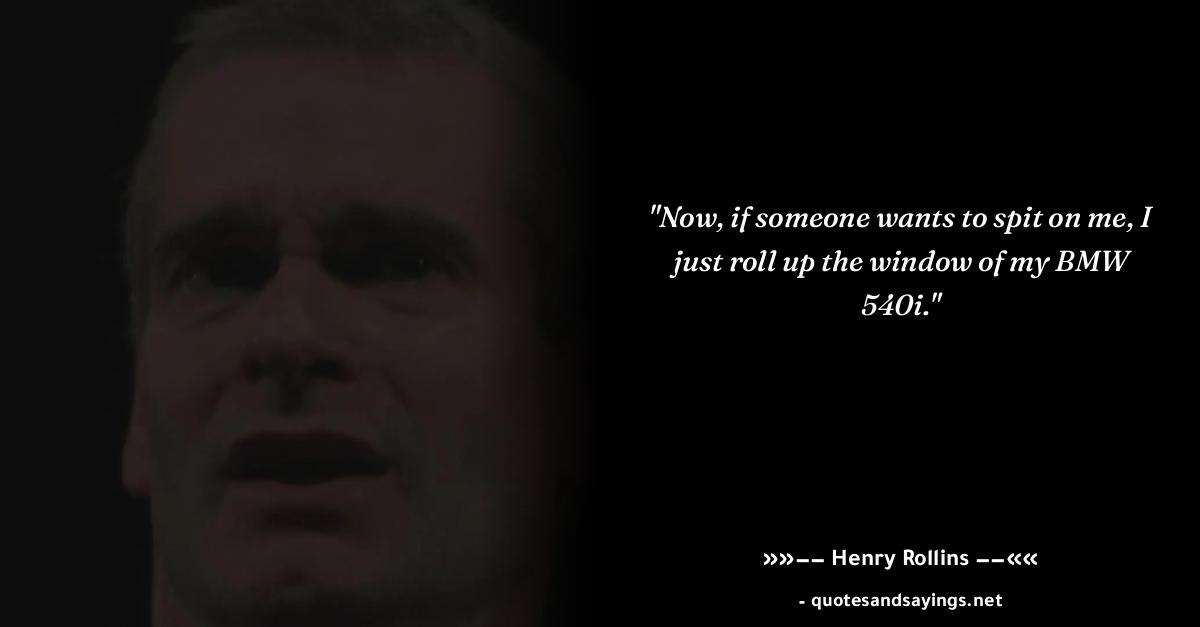 "Now, if someone wants to spit on me, I
just roll up the window of my BMW
540i."
»»−− Henry Rollins −−««
- quotesandsayings.net